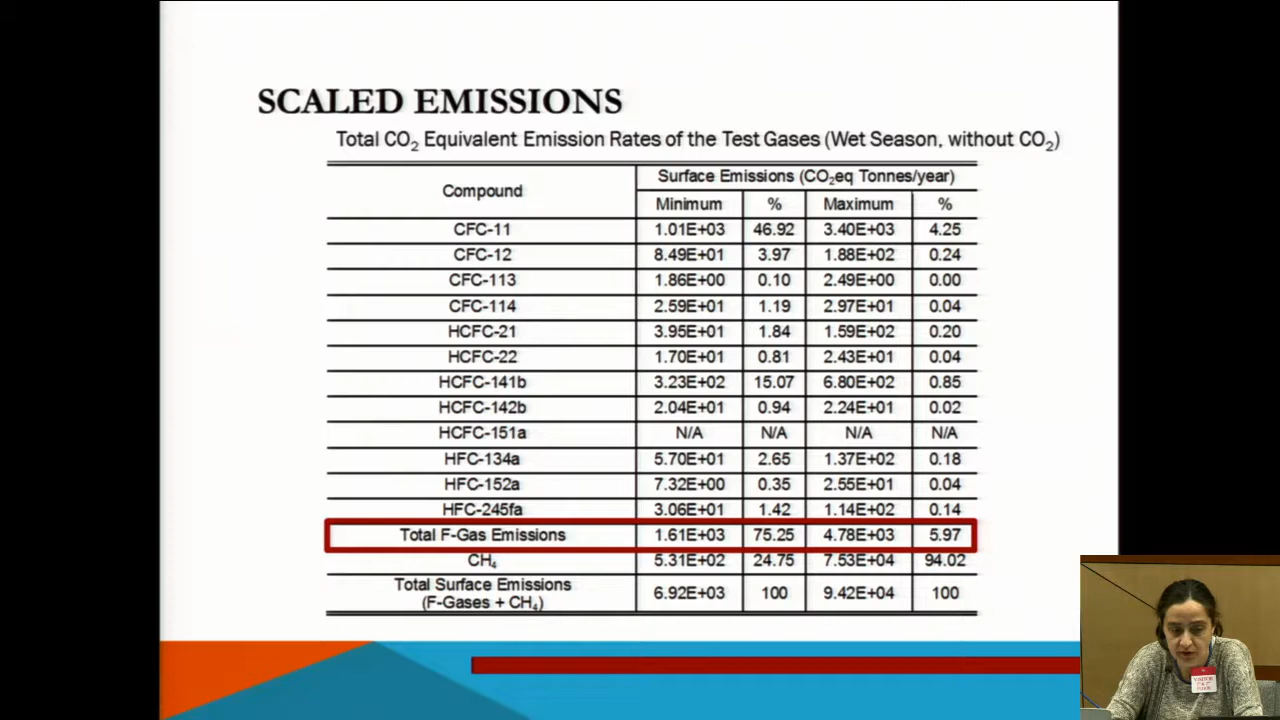 SCALED EMISSIONS
Total CO₂ Equivalent Emission Rates of the Test Gases (Wet Season, without CO₂)
Compound Surface Emissions (CO₂eq Tonnes/year)
Minimum % Maximum %
CFC-11 1.01E+03 46.92 3.40E+03 4.25
CFC-12 8.49E+01 3.97 1.88E+02 0.24
CFC-113 1.86E+00 0.10 2.49E+00 0.00
CFC-114 2.59E+01 1.19 2.97E+01 0.04
HCFC-21 3.95E+01 1.84 1.59E+02 0.20
HCFC-22 1.70E+01 0.81 2.43E+01 0.04
HCFC-141b 3.23E+02 15.07 6.80E+02 0.85
HCFC-142b 2.04E+01 0.94 2.24E+01 0.02
HCFC-151a N/A N/A N/A N/A
HFC-134a 5.70E+01 2.65 1.37E+02 0.18
HFC-152a 7.32E+00 0.35 2.55E+01 0.04
HFC-245fa 3.06E+01 1.42 1.14E+02 0.14
Total F-Gas Emissions 1.61E+03 75.25 4.78E+03 5.97
CH₄ 5.31E+02 24.75 7.53E+04 94.02
Total Surface Emissions
(F-Gases + CH₄) 6.92E+03 100 9.42E+04 100
VISITOR